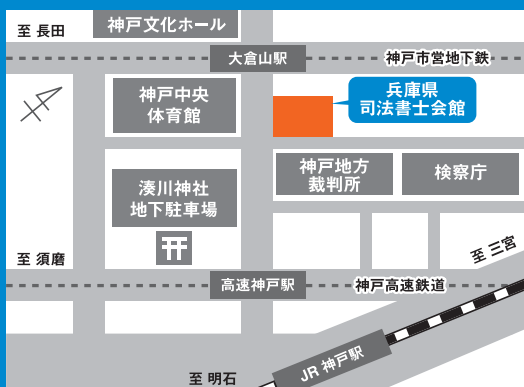 至 長田
神戸文化ホール
大倉山駅
神戸市営地下鉄
神戸中央
体育館
兵庫県
司法書士会館
神戸地方
裁判所
検察庁
湊川神社
地下駐車場
至 須磨
至 三宮
高速神戸駅
神戸高速鉄道
JR 神戸駅
至 明石